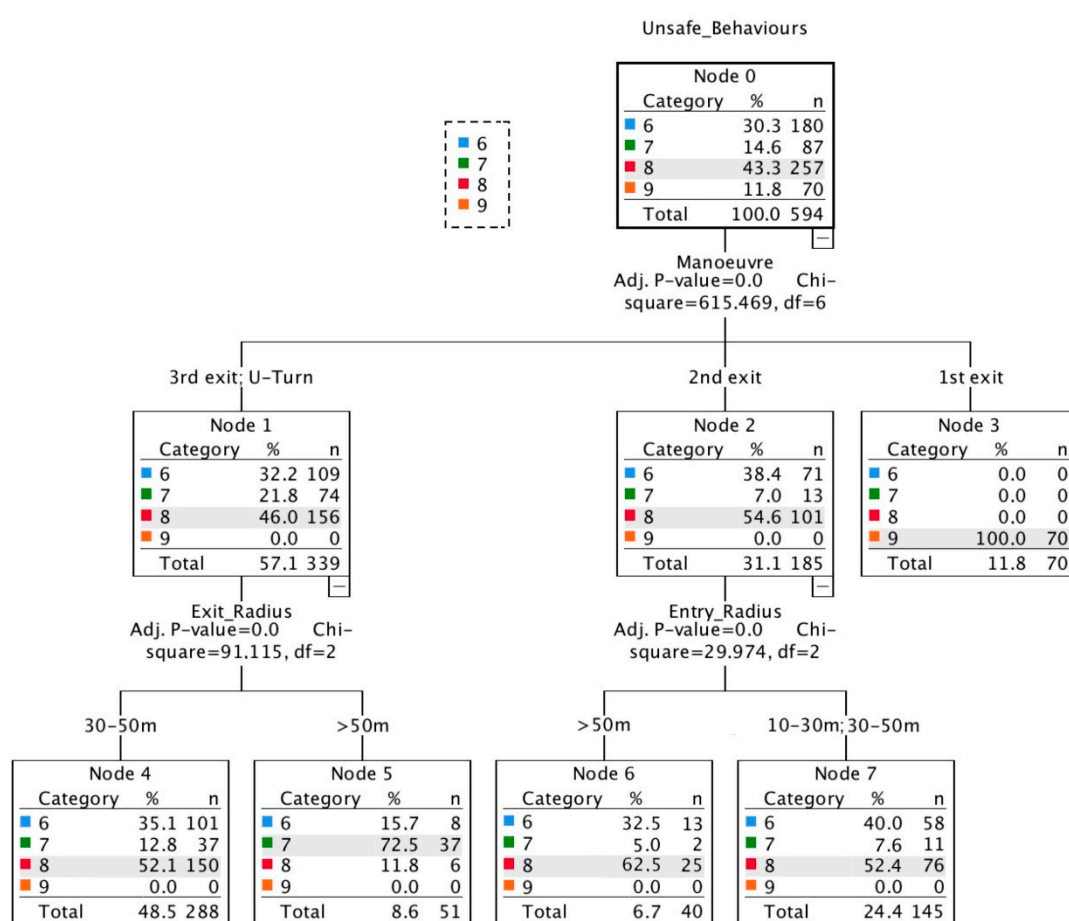 Unsafe_Behaviours
Node 0
Category % n
6 30.3 180
7 14.6 87
8 43.3 257
9 11.8 70
Total 100.0 594
6
7
8
9
Manoeuvre
Adj. P-value=0.0 Chi-
square=615.469, df=6
3rd exit; U-Turn
2nd exit
1st exit
Node 1
Category % n
6 32.2 109
7 21.8 74
8 46.0 156
9 0.0 0
Total 57.1 339
Node 2
Category % n
6 38.4 71
7 7.0 13
8 54.6 101
9 0.0 0
Total 31.1 185
Node 3
Category % n
6 0.0 0
7 0.0 0
8 0.0 0
9 100.0 70
Total 11.8 70
Exit_Radius
Adj. P-value=0.0 Chi-
square=91.115, df=2
Entry_Radius
Adj. P-value=0.0 Chi-
square=29.974, df=2
30-50m
>50m
>50m
10-30m; 30-50m
Node 4
Category % n
6 35.1 101
7 12.8 37
8 52.1 150
9 0.0 0
Total 48.5 288
Node 5
Category % n
6 15.7 8
7 72.5 37
8 11.8 6
9 0.0 0
Total 8.6 51
Node 6
Category % n
6 32.5 13
7 5.0 2
8 62.5 25
9 0.0 0
Total 6.7 40
Node 7
Category % n
6 40.0 58
7 7.6 11
8 52.4 76
9 0.0 0
Total 24.4 145